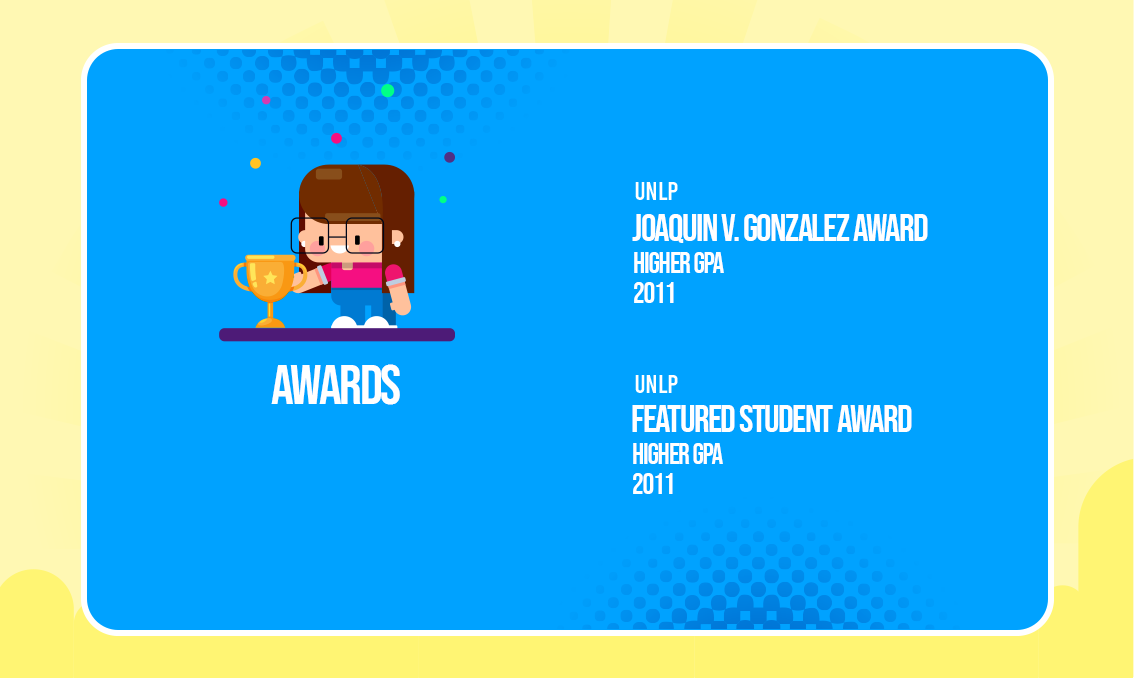 AWARDS
UNLP
JOAQUIN V. GONZALEZ AWARD
HIGHER GPA
2011
UNLP
FEATURED STUDENT AWARD
HIGHER GPA
2011